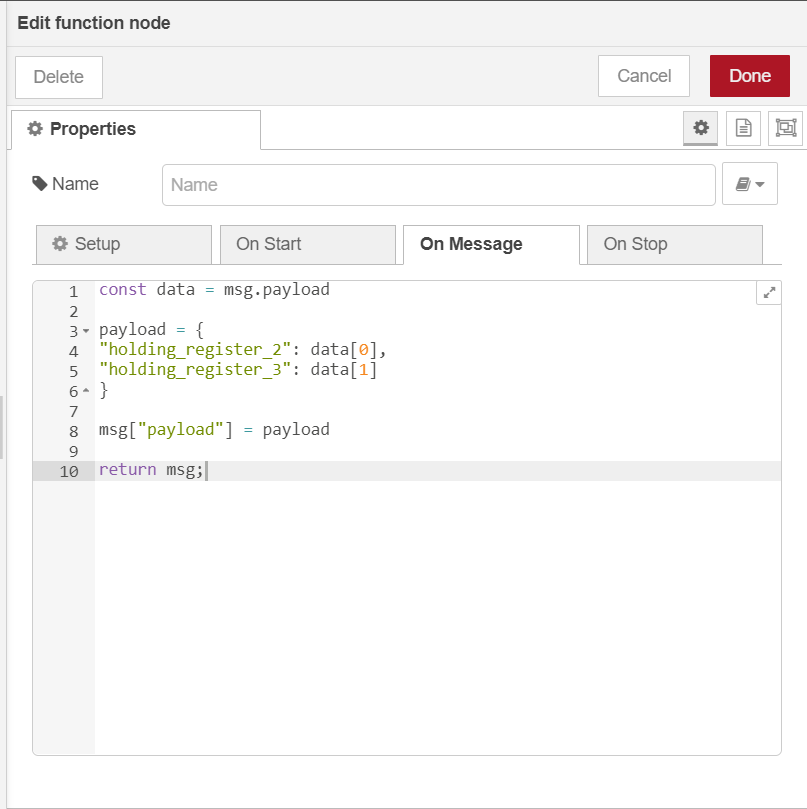 Edit function node
Delete
Cancel
Done
Properties
Name
Name
Setup
On Start
On Message
On Stop
1 const data = msg.payload
2
3 payload = {
4 "holding_register_2": data[0],
5 "holding_register_3": data[1]
6 }
7
8 msg["payload"] = payload
9
10 return msg;